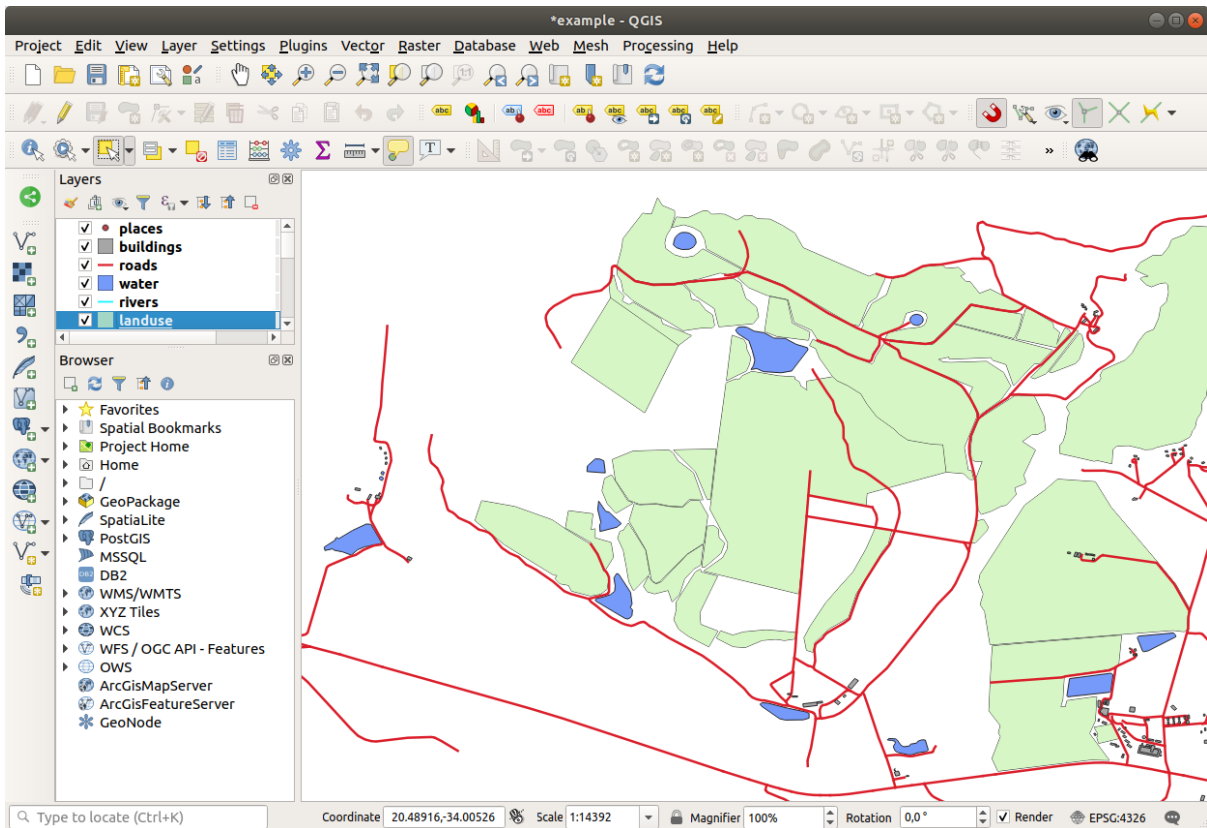 *example - QGIS
Project Edit View Layer Settings Plugins Vector Raster Database Web Mesh Processing Help
Layers
places
buildings
roads
water
rivers
landuse
Browser
Favorites
Spatial Bookmarks
Project Home
Home
/
GeoPackage
SpatiaLite
PostGIS
MSSQL
DB2
WMS/WMTS
XYZ Tiles
WCS
WFS / OGC API - Features
OWS
ArcGisMapServer
ArcGisFeatureServer
GeoNode
Type to locate (Ctrl+K) Coordinate 20.48916,-34.00526 Scale 1:14392 Magnifier 100% Rotation 0,0 ° Render EPSG:4326